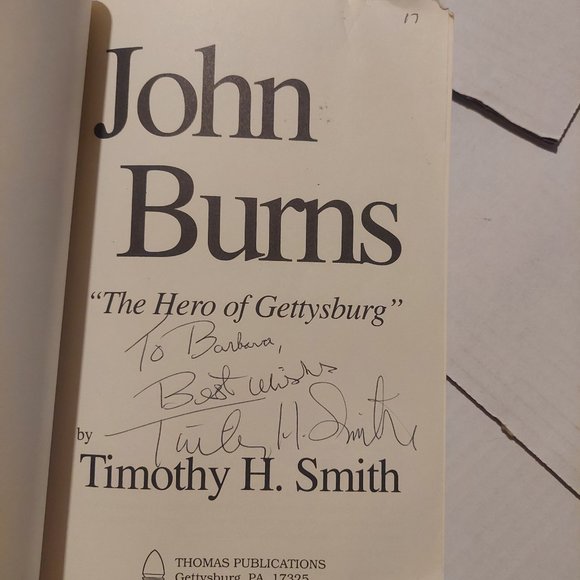 17
John
Burns
"The Hero of Gettysburg"
To Barbara,
Best Wishes
Timothy H. Smith
by
Timothy H. Smith
THOMAS PUBLICATIONS
Gettysburg, PA 17325